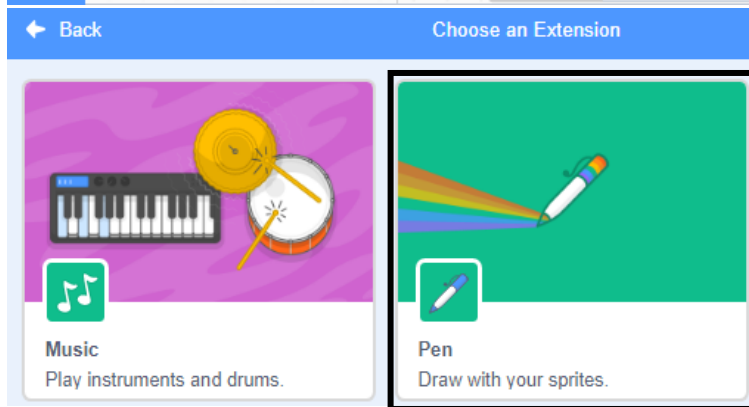 Back
Choose an Extension
Music
Play instruments and drums.
Pen
Draw with your sprites.